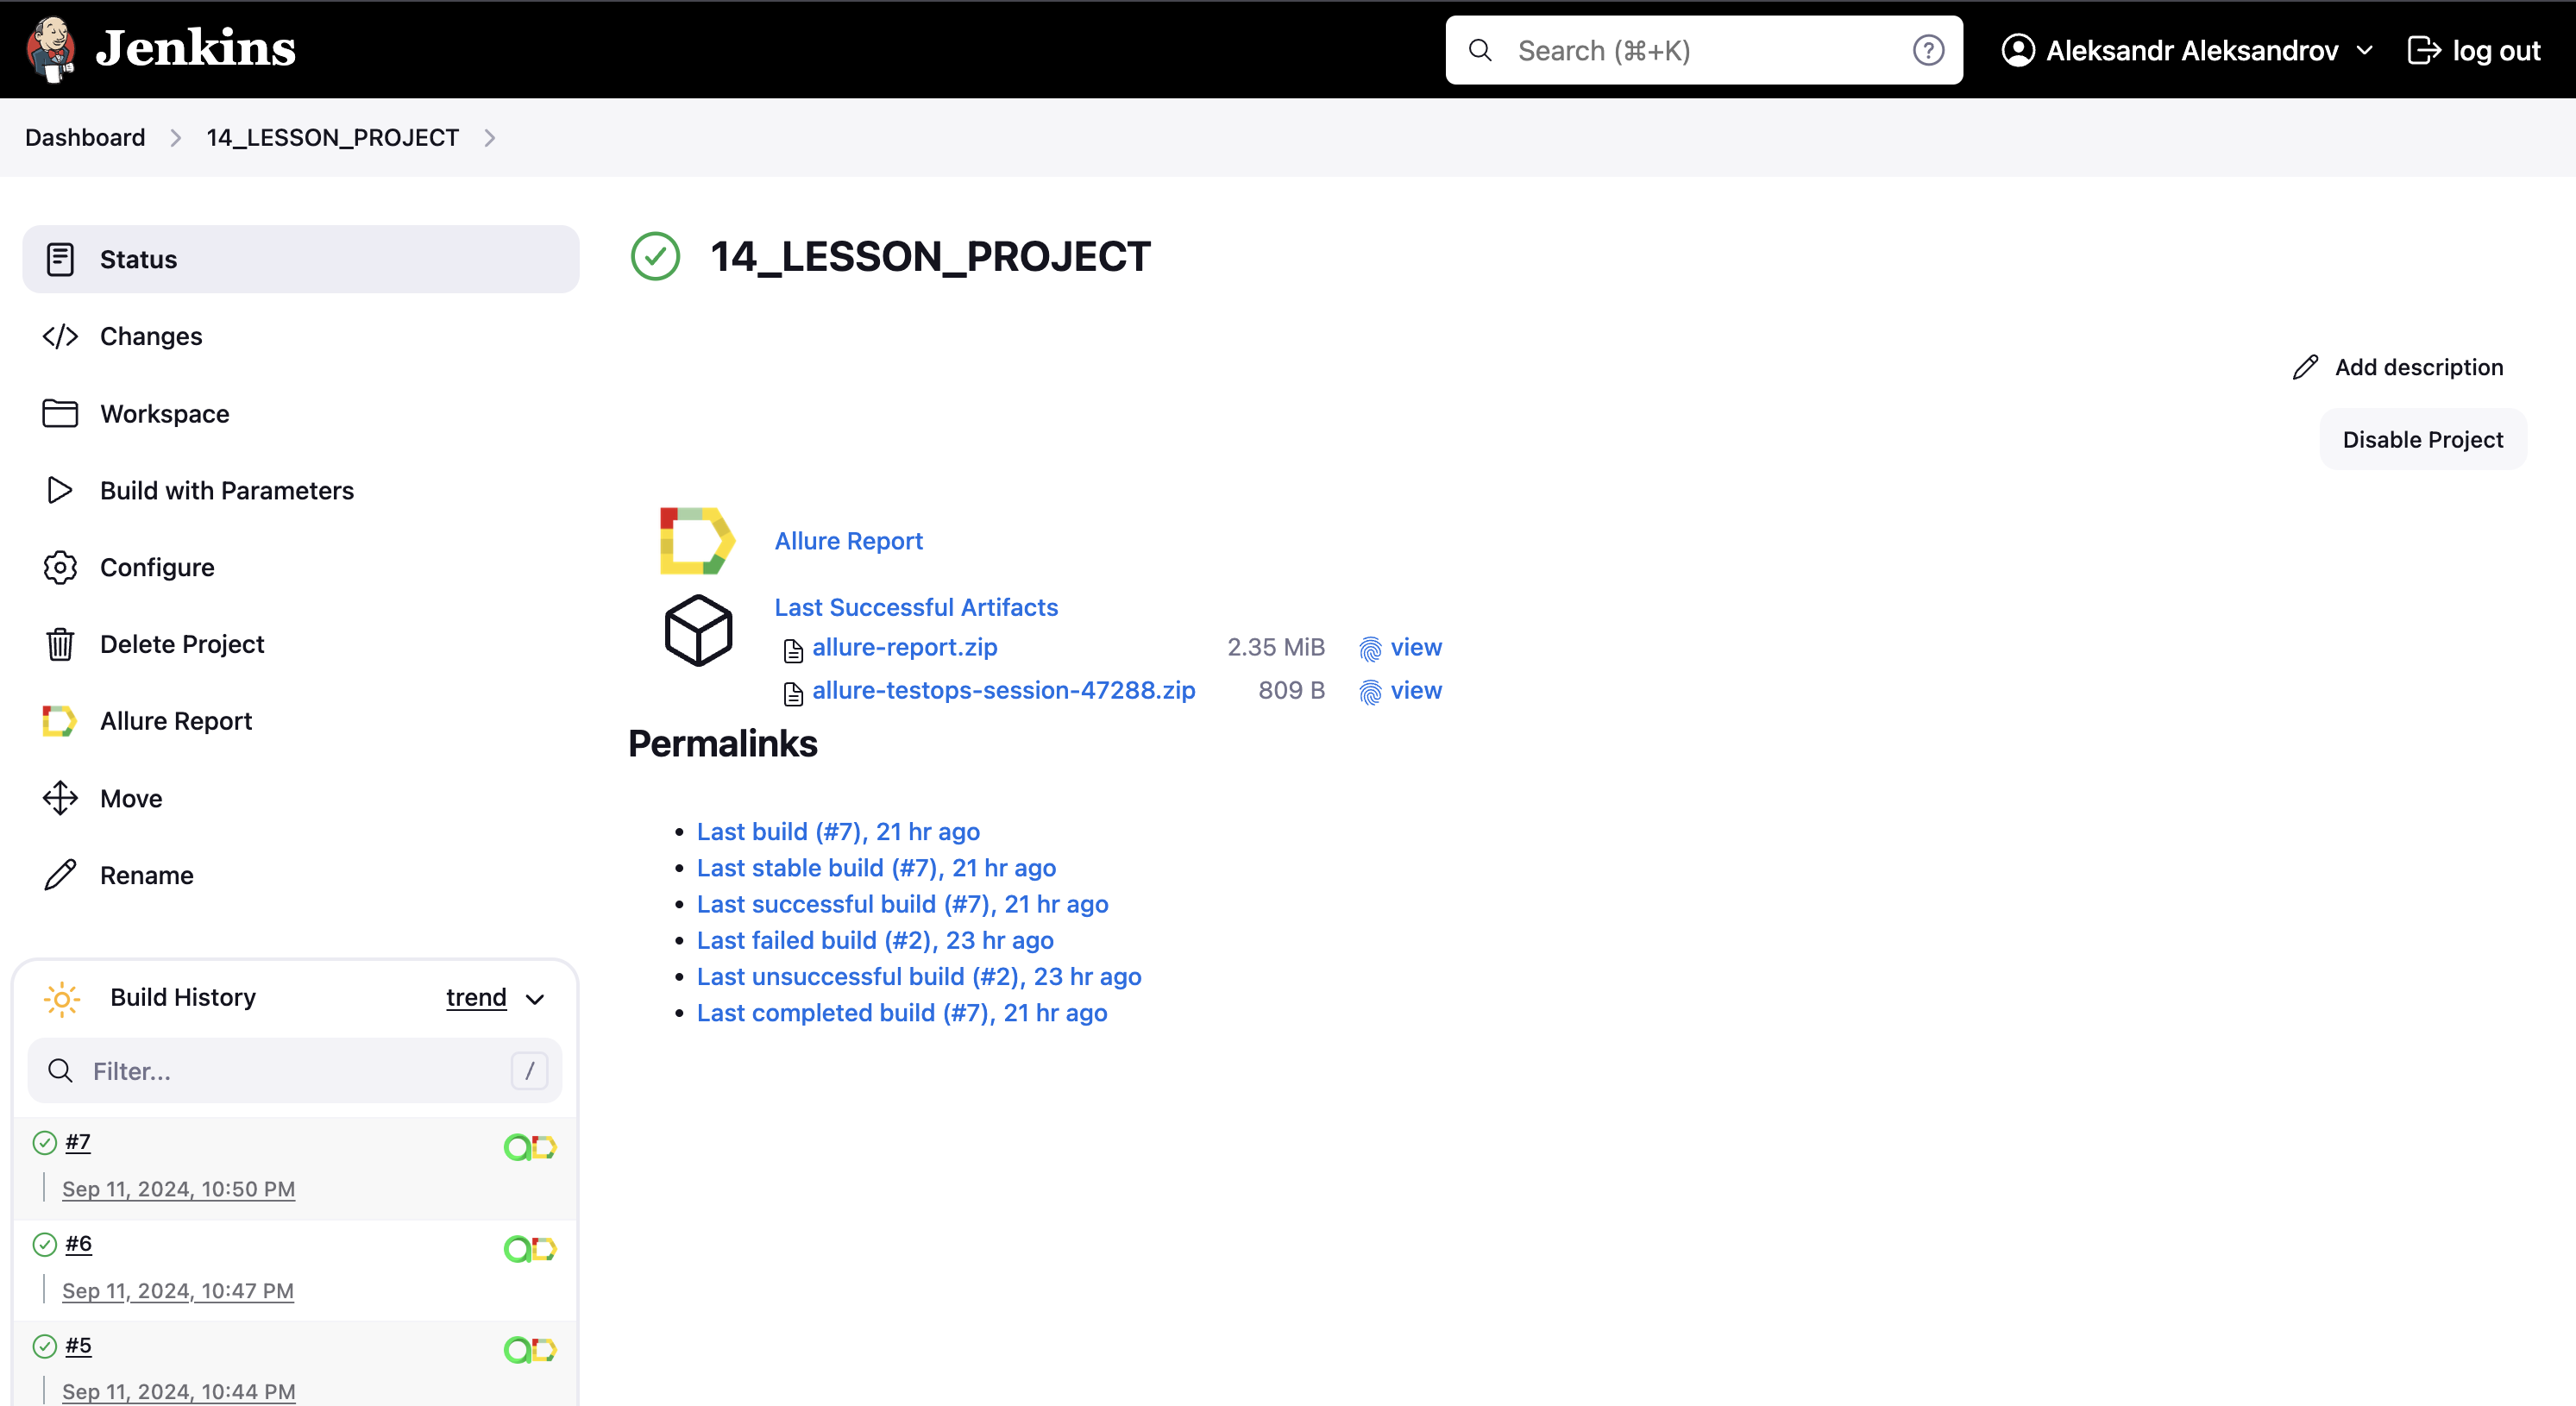 Jenkins
Search (⌘+K)
Aleksandr Aleksandrov
log out
Dashboard
14_LESSON_PROJECT
Status
Changes
Workspace
Build with Parameters
Configure
Delete Project
Allure Report
Move
Rename
Build History
trend
Filter...
/
#7
Sep 11, 2024, 10:50 PM
#6
Sep 11, 2024, 10:47 PM
#5
Sep 11, 2024, 10:44 PM
14_LESSON_PROJECT
Add description
Disable Project
Allure Report
Last Successful Artifacts
allure-report.zip 2.35 MiB view
allure-testops-session-47288.zip 809 B view
Permalinks
• Last build (#7), 21 hr ago
• Last stable build (#7), 21 hr ago
• Last successful build (#7), 21 hr ago
• Last failed build (#2), 23 hr ago
• Last unsuccessful build (#2), 23 hr ago
• Last completed build (#7), 21 hr ago